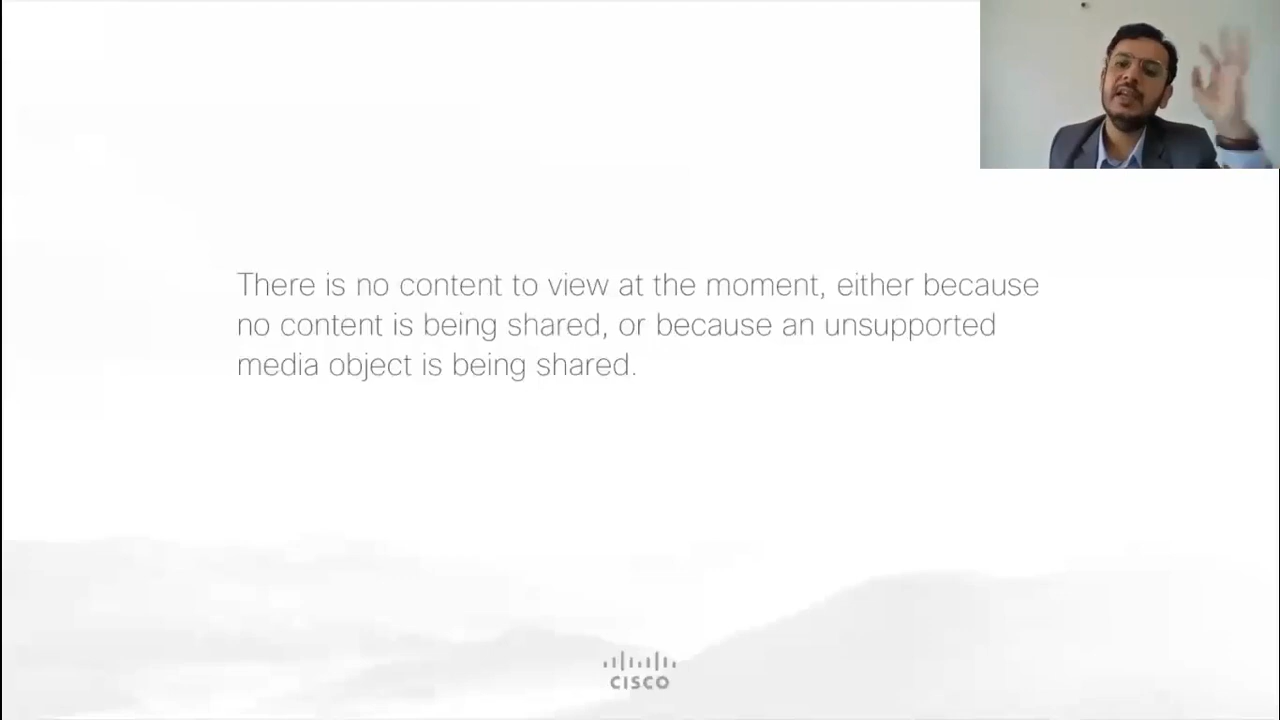 There is no content to view at the moment, either because
no content is being shared, or because an unsupported
media object is being shared.
CISCO